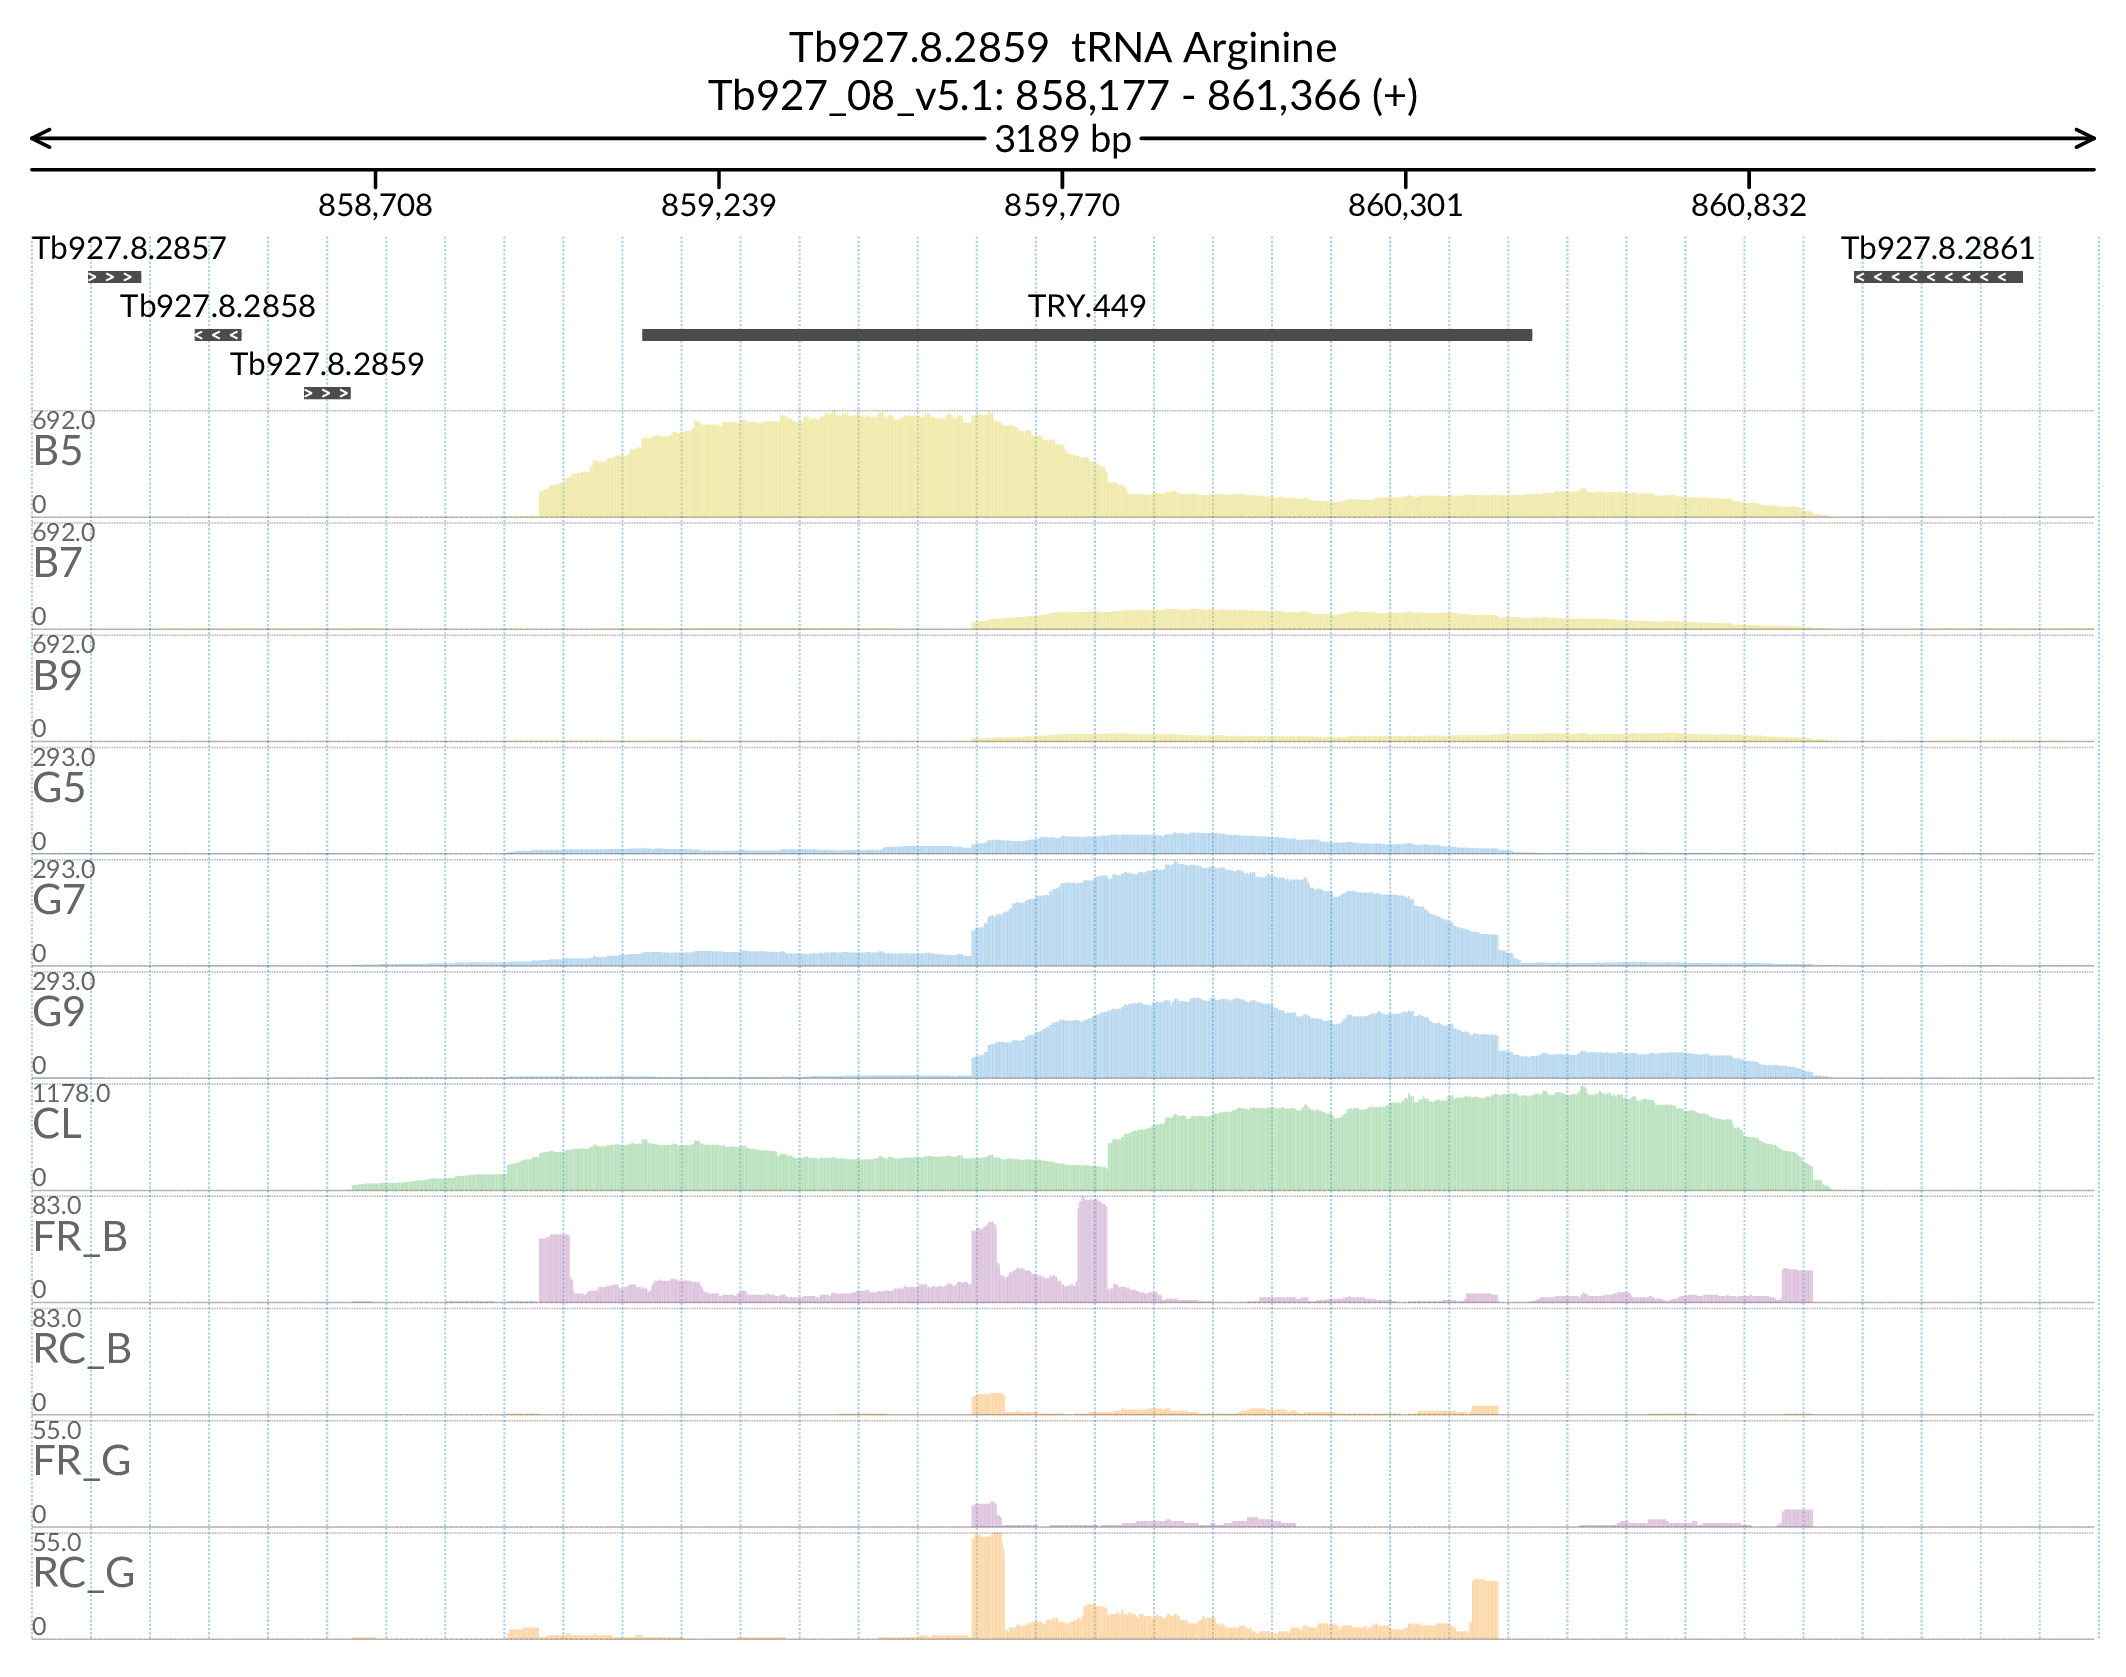 Tb927.8.2859 tRNA Arginine
Tb927_08_v5.1: 858,177 - 861,366 (+)
3189 bp
858,708 859,239 859,770 860,301 860,832
Tb927.8.2857 Tb927.8.2861
Tb927.8.2858 TRY.449
Tb927.8.2859
692.0
B5
0
692.0
B7
0
692.0
B9
0
293.0
G5
0
293.0
G7
0
293.0
G9
0
1178.0
CL
0
83.0
FR_B
0
83.0
RC_B
0
55.0
FR_G
0
55.0
RC_G
0